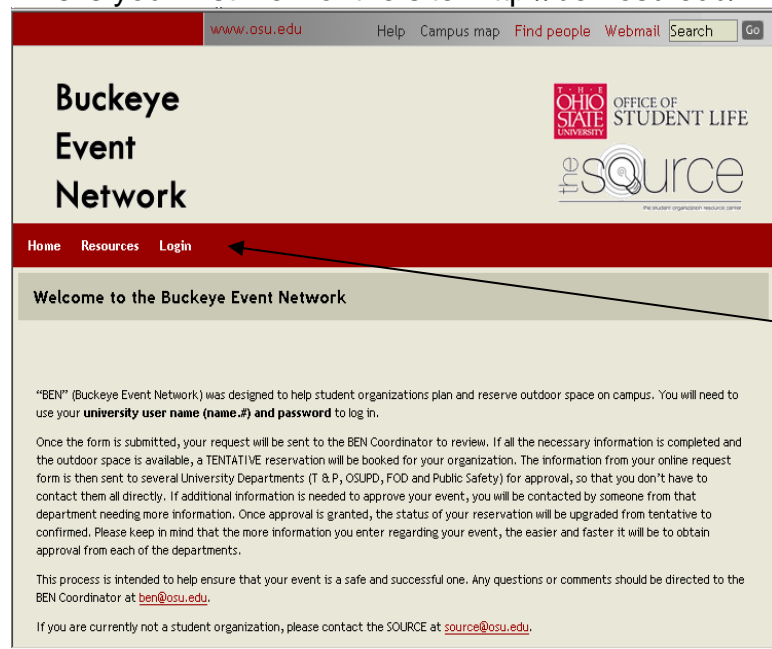 www.osu.edu Help Campus map Find people Webmail Search Go
Buckeye
Event
Network
T · H · E
OHIO
STATE
UNIVERSITY
OFFICE OF
STUDENT LIFE
the SOurce
the student organization resource center
Home Resources Login
Welcome to the Buckeye Event Network
“BEN” (Buckeye Event Network) was designed to help student organizations plan and reserve outdoor space on campus. You will need to
use your university user name (name.#) and password to log in.
Once the form is submitted, your request will be sent to the BEN Coordinator to review. If all the necessary information is completed and
the outdoor space is available, a TENTATIVE reservation will be booked for your organization. The information from your online request
form is then sent to several University Departments (T & P, OSUPD, FOD and Public Safety) for approval, so that you don’t have to
contact them all directly. If additional information is needed to approve your event, you will be contacted by someone from that
department needing more information. Once approval is granted, the status of your reservation will be upgraded from tentative to
confirmed. Please keep in mind that the more information you enter regarding your event, the easier and faster it will be to obtain
approval from each of the departments.
This process is intended to help ensure that your event is a safe and successful one. Any questions or comments should be directed to the
BEN Coordinator at ben@osu.edu.
If you are currently not a student organization, please contact the SOURCE at source@osu.edu.